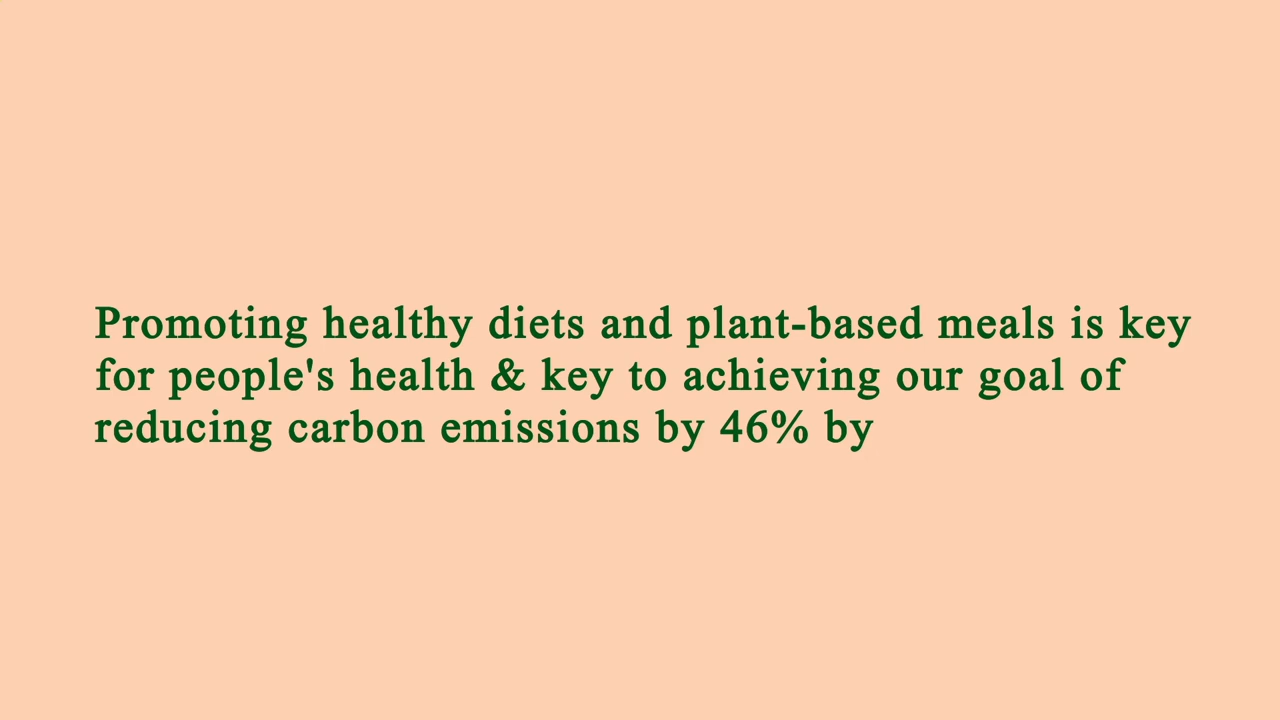 Promoting healthy diets and plant-based meals is key
for people's health & key to achieving our goal of
reducing carbon emissions by 46% by